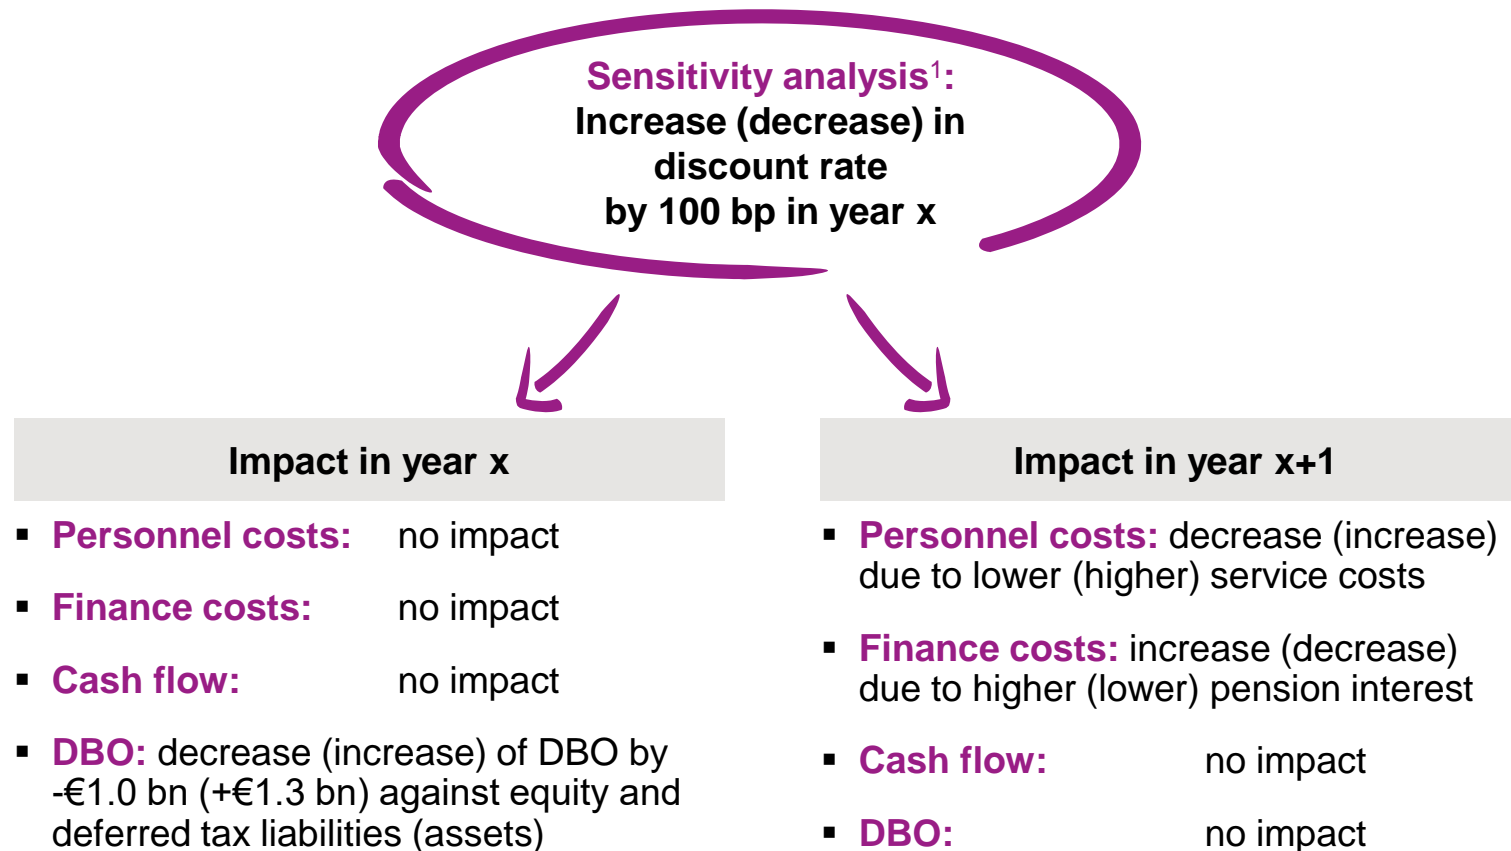 Sensitivity analysis¹:
Increase (decrease) in
discount rate
by 100 bp in year x
Impact in year x
▪ Personnel costs: no impact
▪ Finance costs: no impact
▪ Cash flow: no impact
▪ DBO: decrease (increase) of DBO by
-€1.0 bn (+€1.3 bn) against equity and
deferred tax liabilities (assets)
Impact in year x+1
▪ Personnel costs: decrease (increase)
due to lower (higher) service costs
▪ Finance costs: increase (decrease)
due to higher (lower) pension interest
▪ Cash flow: no impact
▪ DBO: no impact